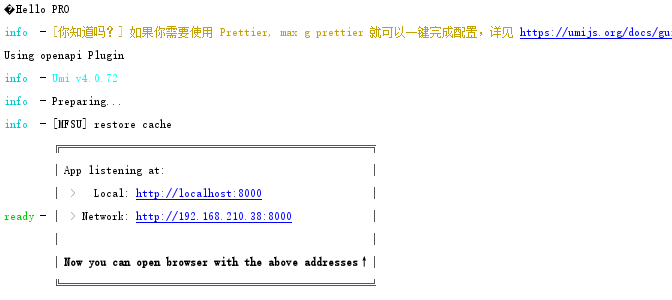 �Hello PRO
info  - [你知道吗？] 如果你需要使用 Prettier, max g prettier 就可以一键完成配置，详见 https://umijs.org/docs/gui
Using openapi Plugin
info  - Umi v4.0.72
info  - Preparing...
info  - [MFSU] restore cache
App listening at:
>   Local: http://localhost:8000
ready - > Network: http://192.168.210.38:8000
Now you can open browser with the above addresses↑